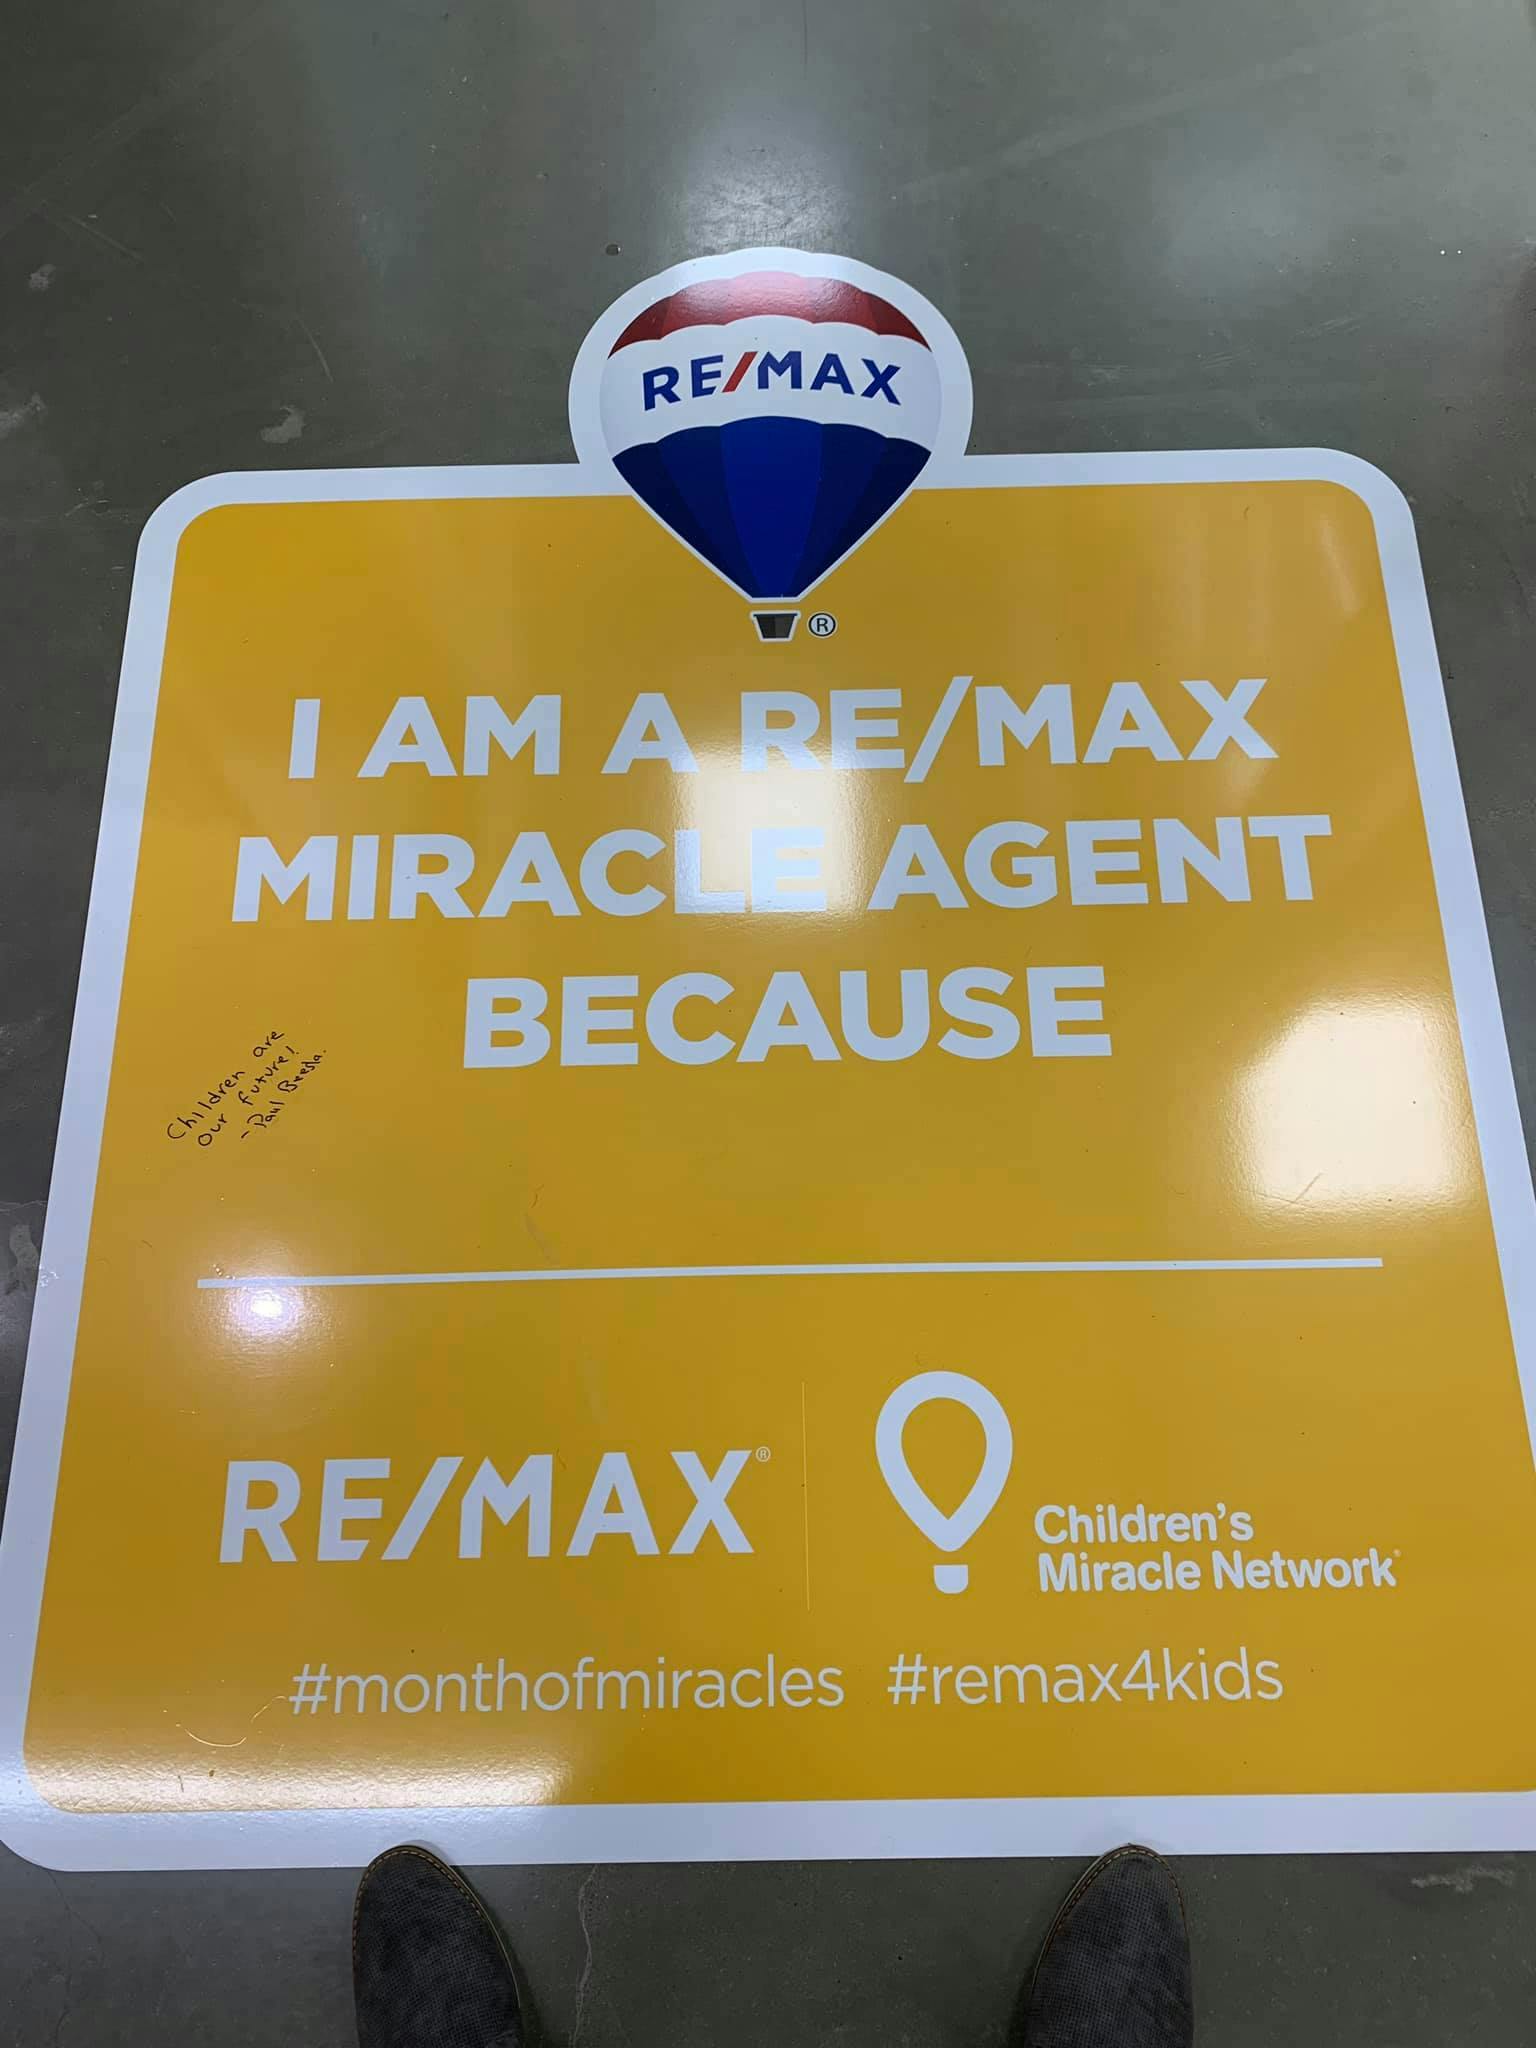 RE/MAX
®
I AM A RE/MAX
MIRACLE AGENT
BECAUSE
Children are
our future!
- Paul
RE/MAX®
Children's
Miracle Network
#monthofmiracles #remax4kids